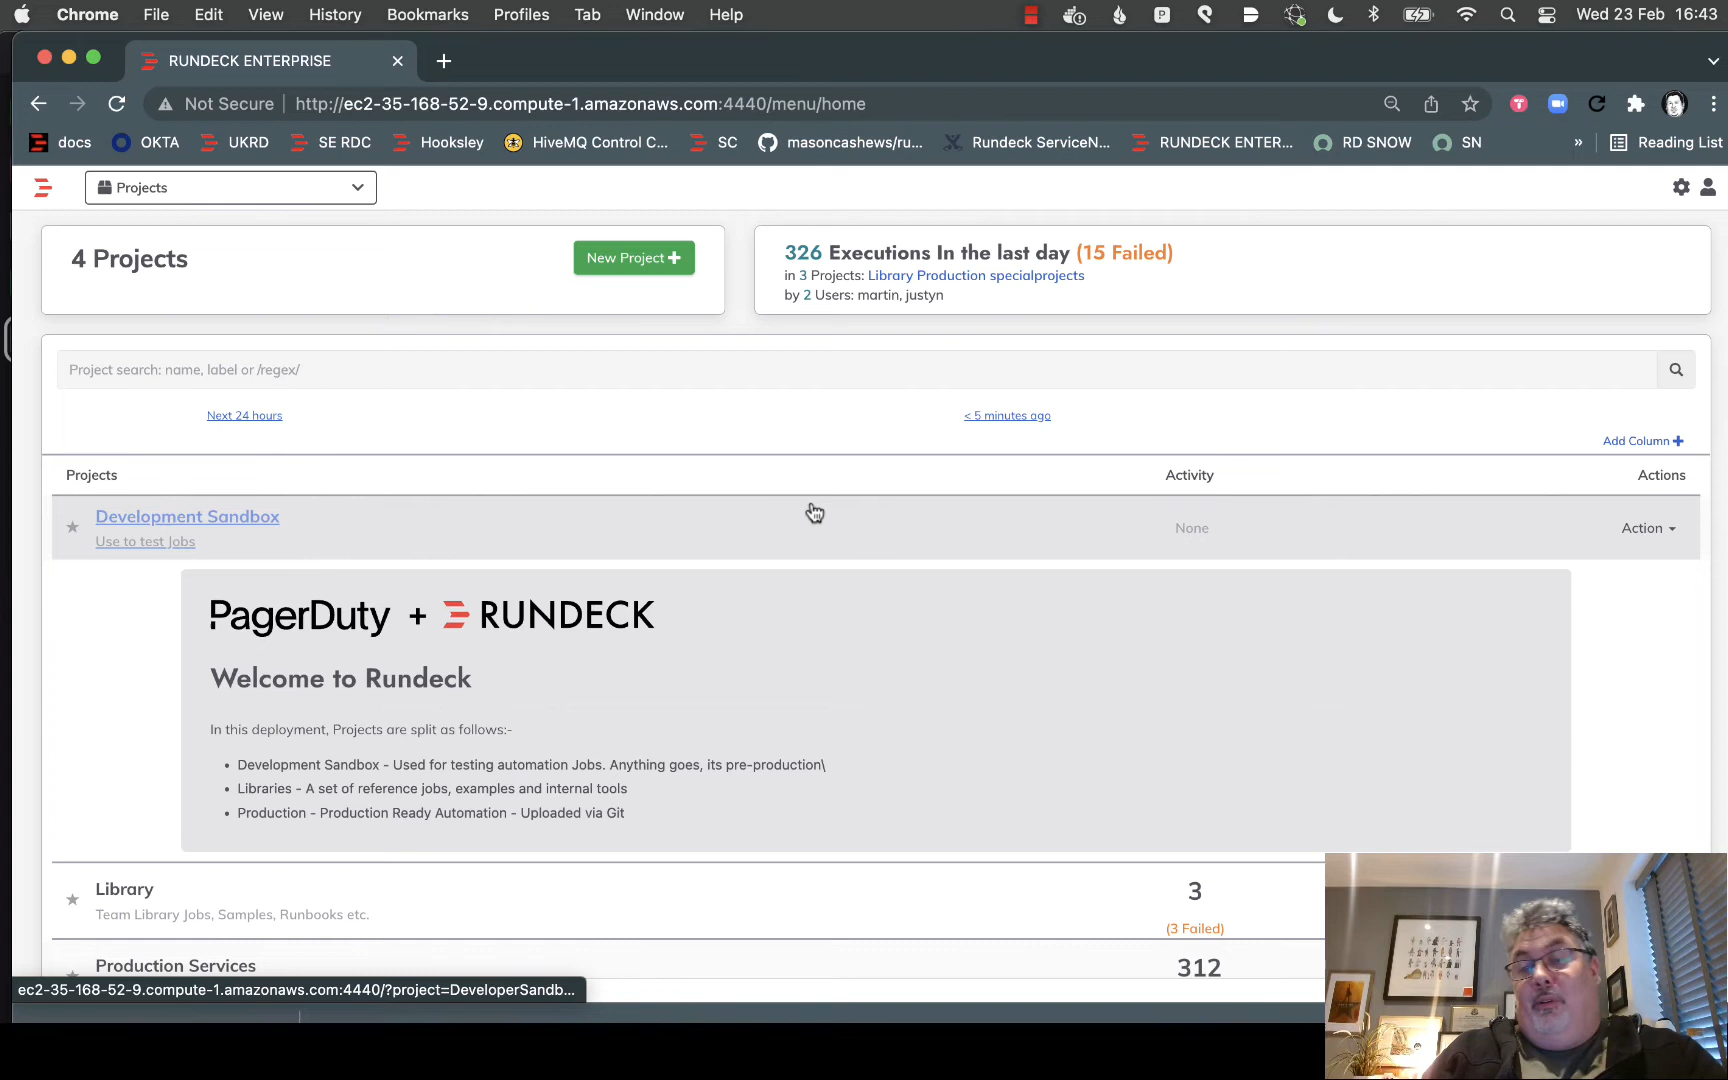 Chrome File Edit View History Bookmarks Profiles Tab Window Help Wed 23 Feb 16:43
RUNDECK ENTERPRISE
Not Secure http://ec2-35-168-52-9.compute-1.amazonaws.com:4440/menu/home
docs OKTA UKRD SE RDC Hooksley HiveMQ Control C... SC masoncashews/ru... Rundeck ServiceN... RUNDECK ENTER... RD SNOW SN » Reading List
Projects
4 Projects
New Project
326 Executions In the last day (15 Failed)
in 3 Projects: Library Production specialprojects
by 2 Users: martin, justyn
Project search: name, label or /regex/
Next 24 hours < 5 minutes ago
Add Column
Projects Activity Actions
Development Sandbox
Use to test Jobs
None
Action
PagerDuty + RUNDECK
Welcome to Rundeck
In this deployment, Projects are split as follows:-
• Development Sandbox - Used for testing automation Jobs. Anything goes, its pre-production\
• Libraries - A set of reference jobs, examples and internal tools
• Production - Production Ready Automation - Uploaded via Git
Library 3
Team Library Jobs, Samples, Runbooks etc.
(3 Failed)
Production Services 312
ec2-35-168-52-9.compute-1.amazonaws.com:4440/?project=DeveloperSandb...